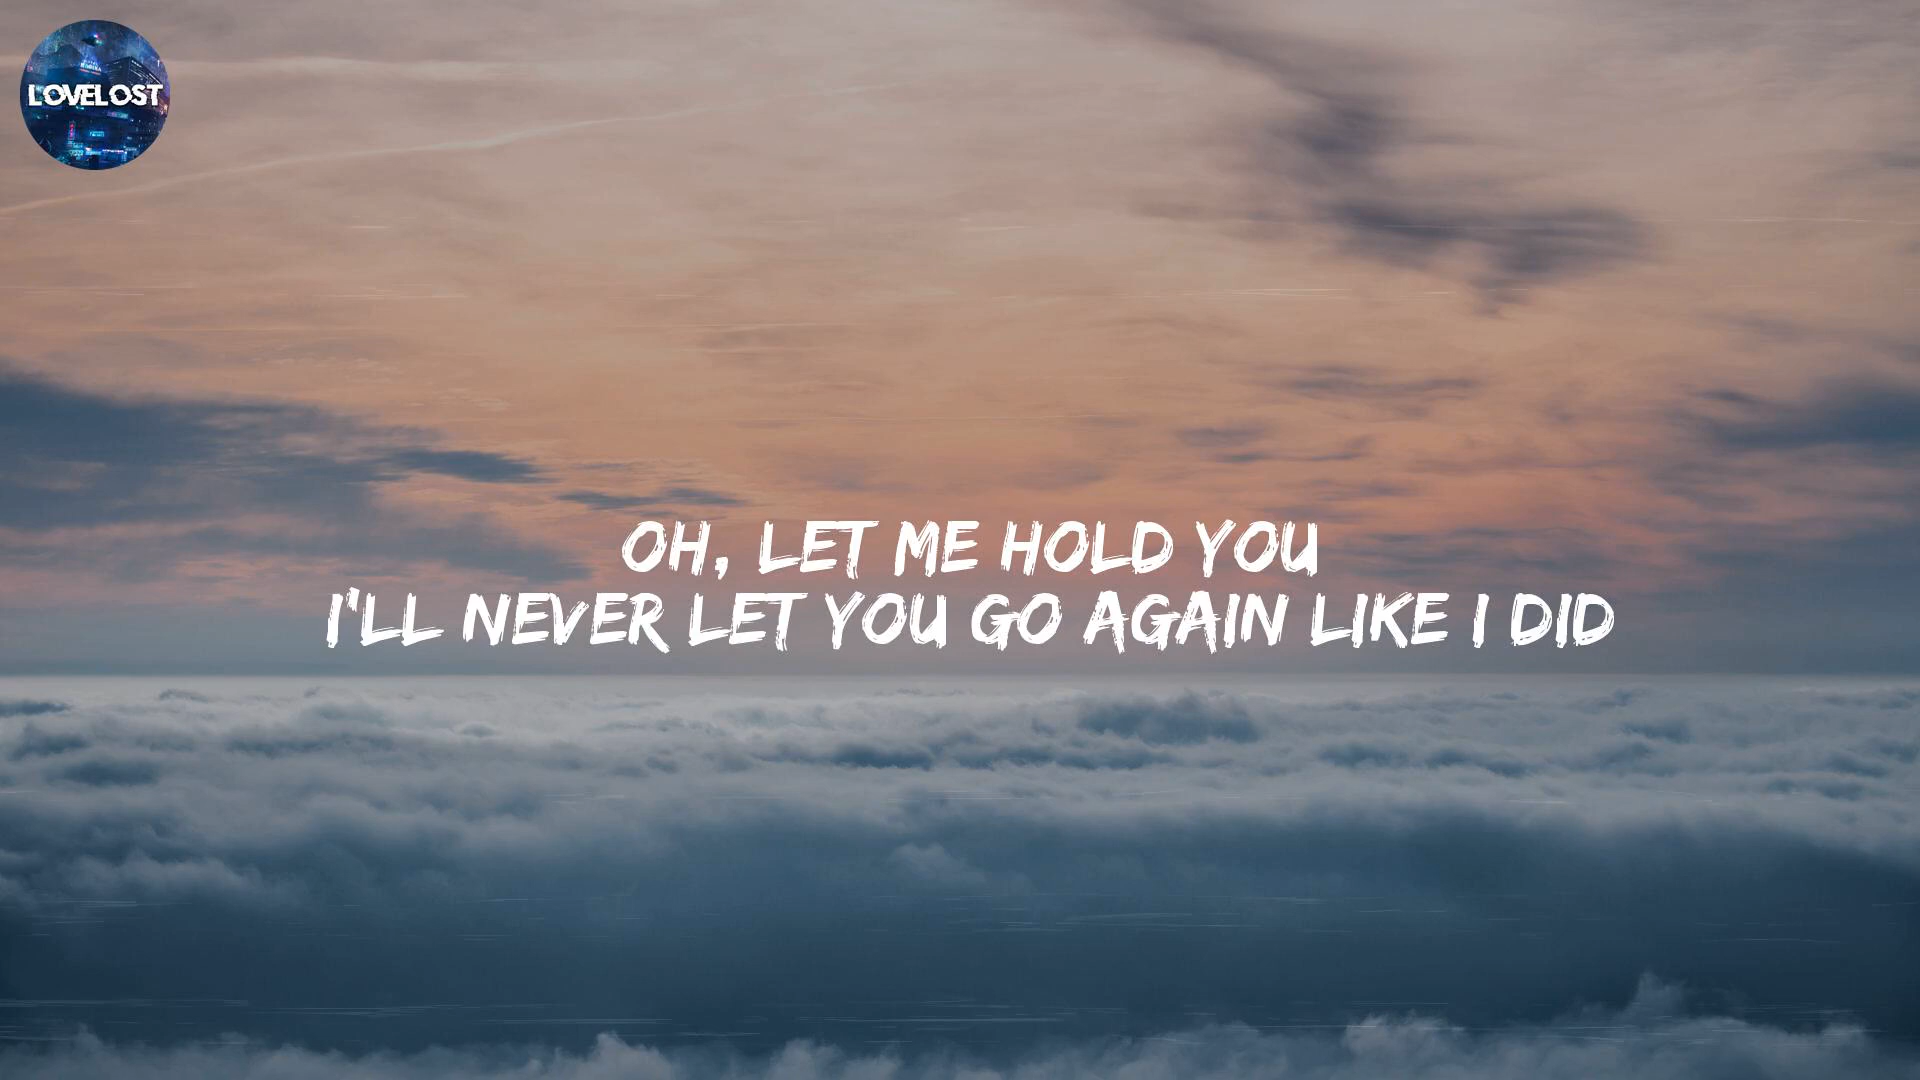 LOVELOST
OH, LET ME HOLD YOU
I'LL NEVER LET YOU GO AGAIN LIKE I DID